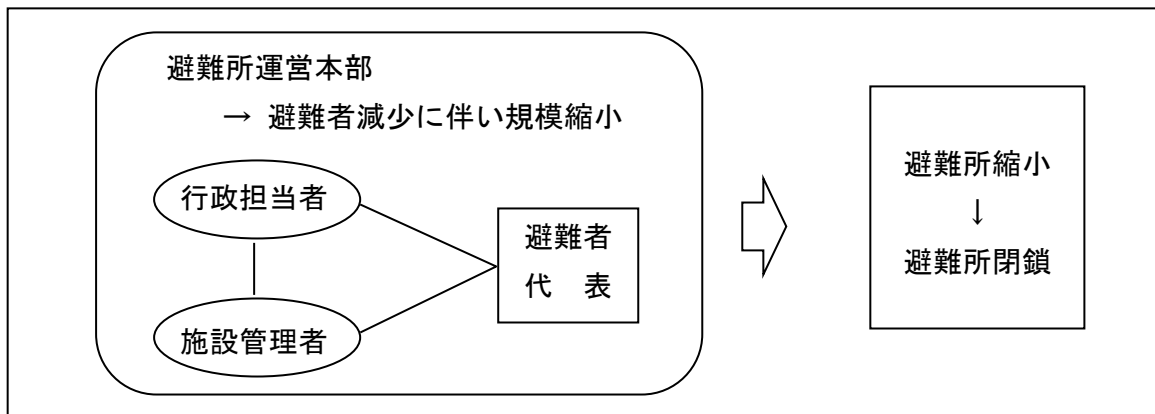 避難所運営本部
→ 避難者減少に伴い規模縮小
行政担当者
施設管理者
避難者
代　表
避難所縮小
↓
避難所閉鎖